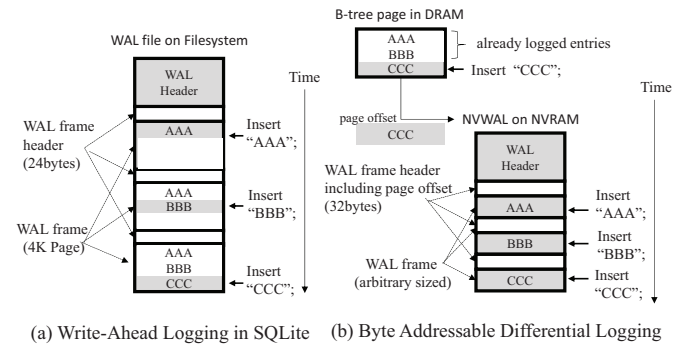 WAL file on Filesystem
WAL
Header
Time
WAL frame
header
(24bytes)
AAA
Insert
“AAA”;
AAA
BBB
Insert
“BBB”;
WAL frame
(4K Page)
AAA
BBB
CCC
Insert
“CCC”;
(a) Write-Ahead Logging in SQLite
B-tree page in DRAM
AAA
BBB
CCC
already logged entries
Insert “CCC”;
Time
page offset
CCC
NVWAL on NVRAM
WAL
Header
WAL frame header
including page offset
(32bytes)
AAA
Insert
“AAA”;
BBB
Insert
“BBB”;
WAL frame
(arbitrary sized)
CCC
Insert
“CCC”;
(b) Byte Addressable Differential Logging